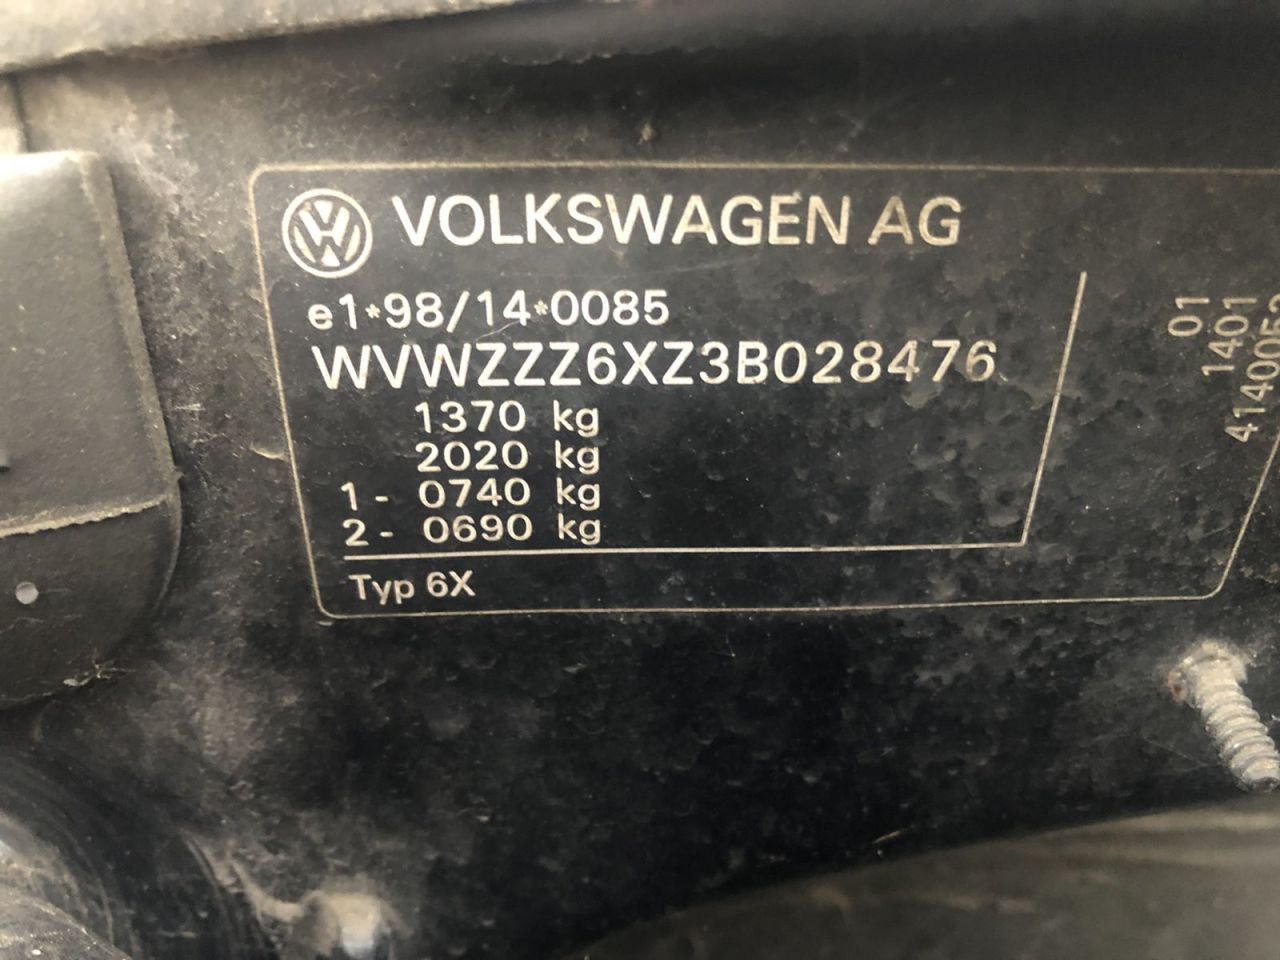 VOLKSWAGEN AG
e1*98/14*0085
WVWZZZ6XZ3B028476
1370 kg
2020 kg
1- 0740 kg
2- 0690 kg
Typ 6X
01
1401